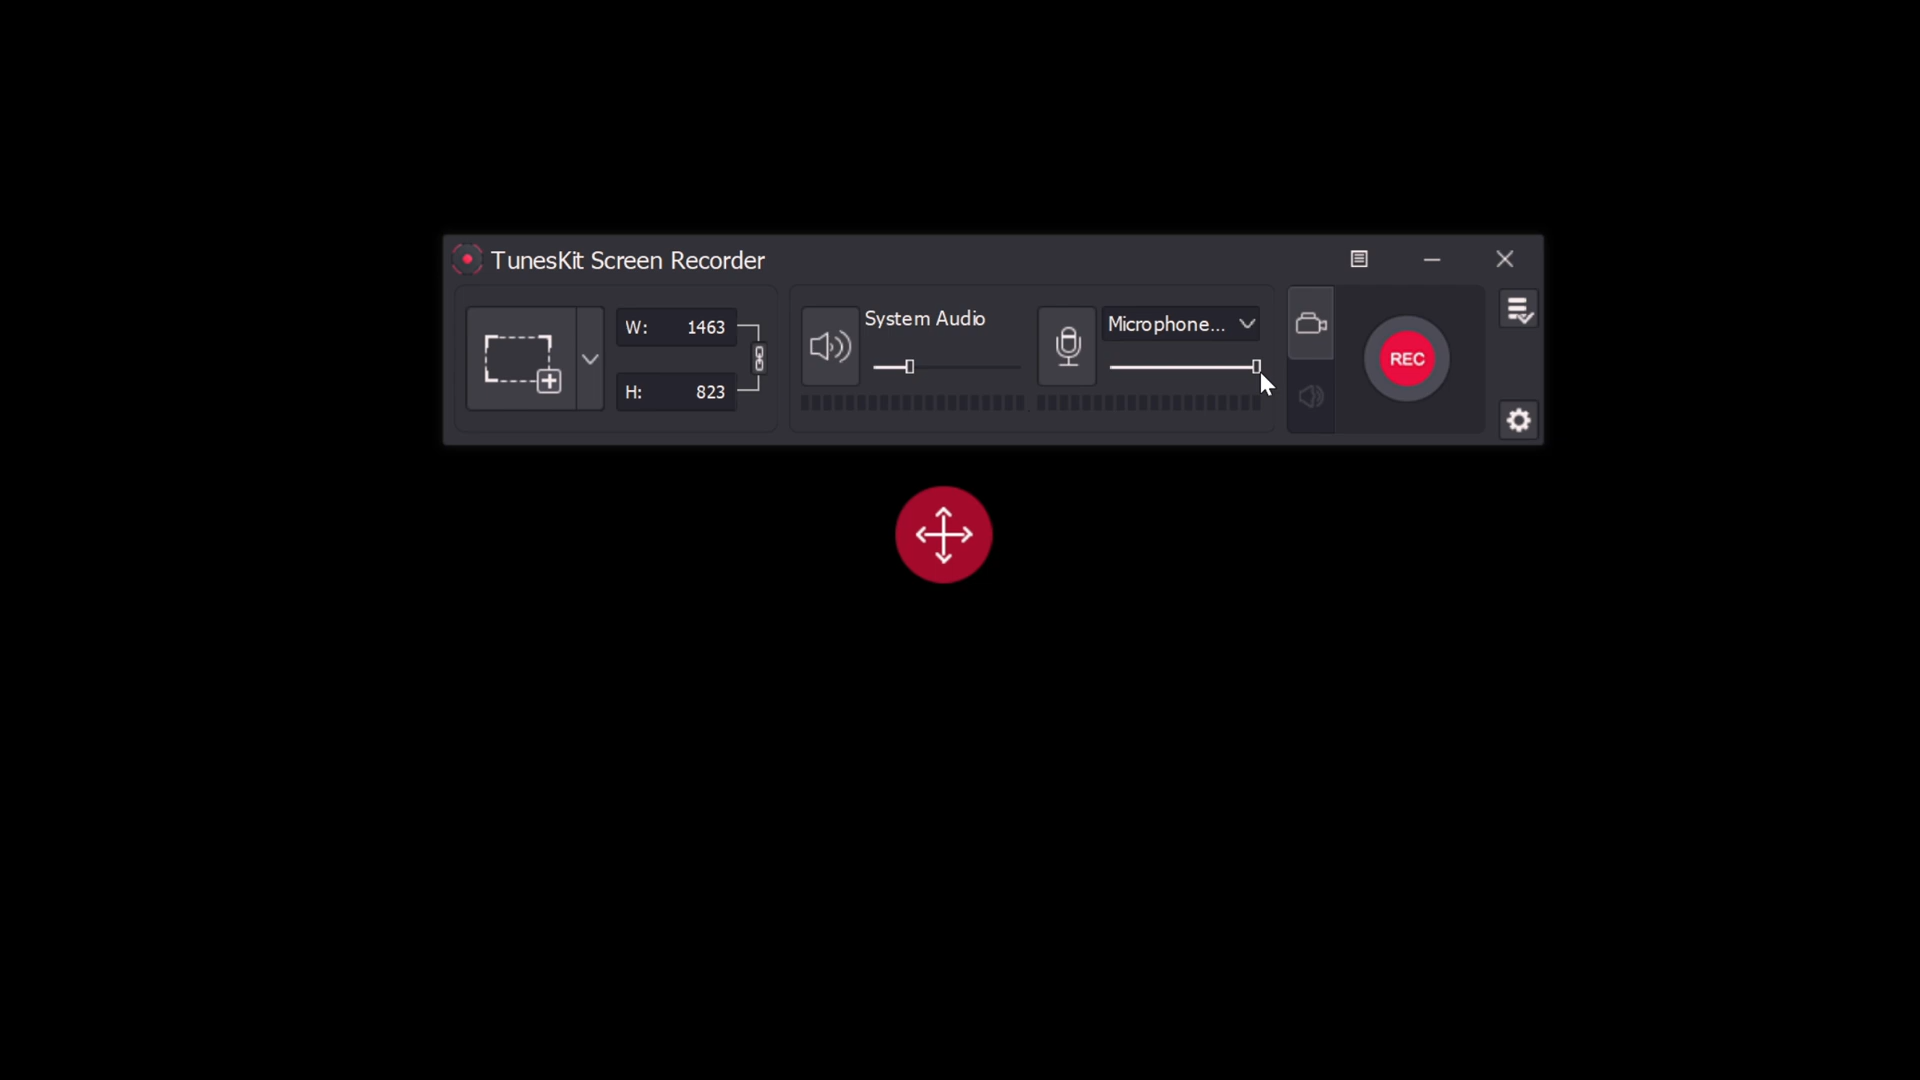 TunesKit Screen Recorder
W: 1463
H: 823
System Audio
Microphone...
REC